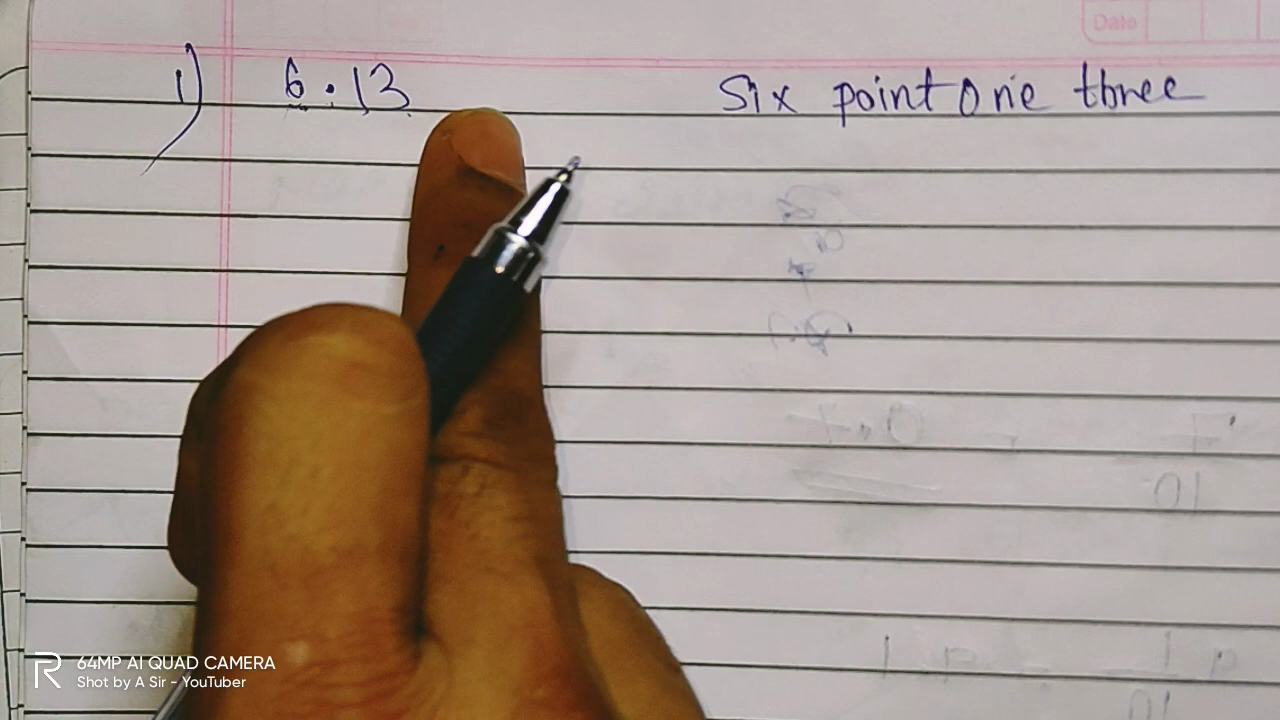 Date
1) 6.13 Six point one three
64MP AI QUAD CAMERA
Shot by A Sir - YouTuber